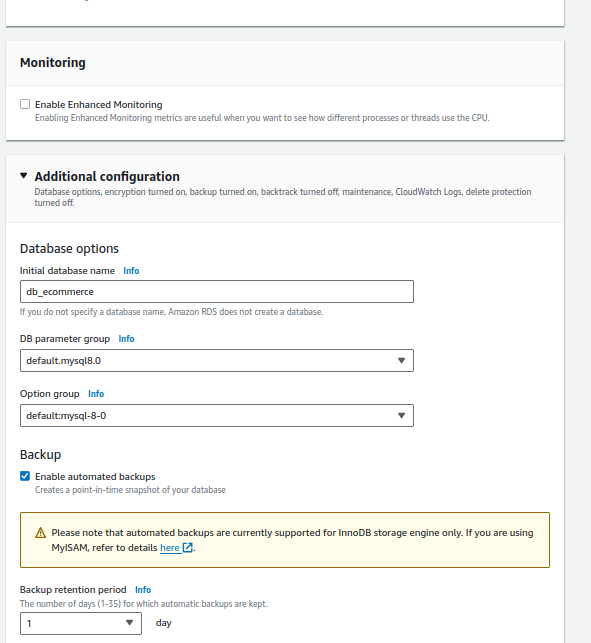 Monitoring
Enable Enhanced Monitoring
Enabling Enhanced Monitoring metrics are useful when you want to see how different processes or threads use the CPU.
Additional configuration
Database options, encryption turned on, backup turned on, backtrack turned off, maintenance, CloudWatch Logs, delete protection
turned off.
Database options
Initial database name Info
db_ecommerce
If you do not specify a database name, Amazon RDS does not create a database.
DB parameter group Info
default.mysql8.0
Option group Info
default:mysql-8-0
Backup
Enable automated backups
Creates a point-in-time snapshot of your database
Please note that automated backups are currently supported for InnoDB storage engine only. If you are using
MyISAM, refer to details here.
Backup retention period Info
The number of days (1-35) for which automatic backups are kept.
1 day